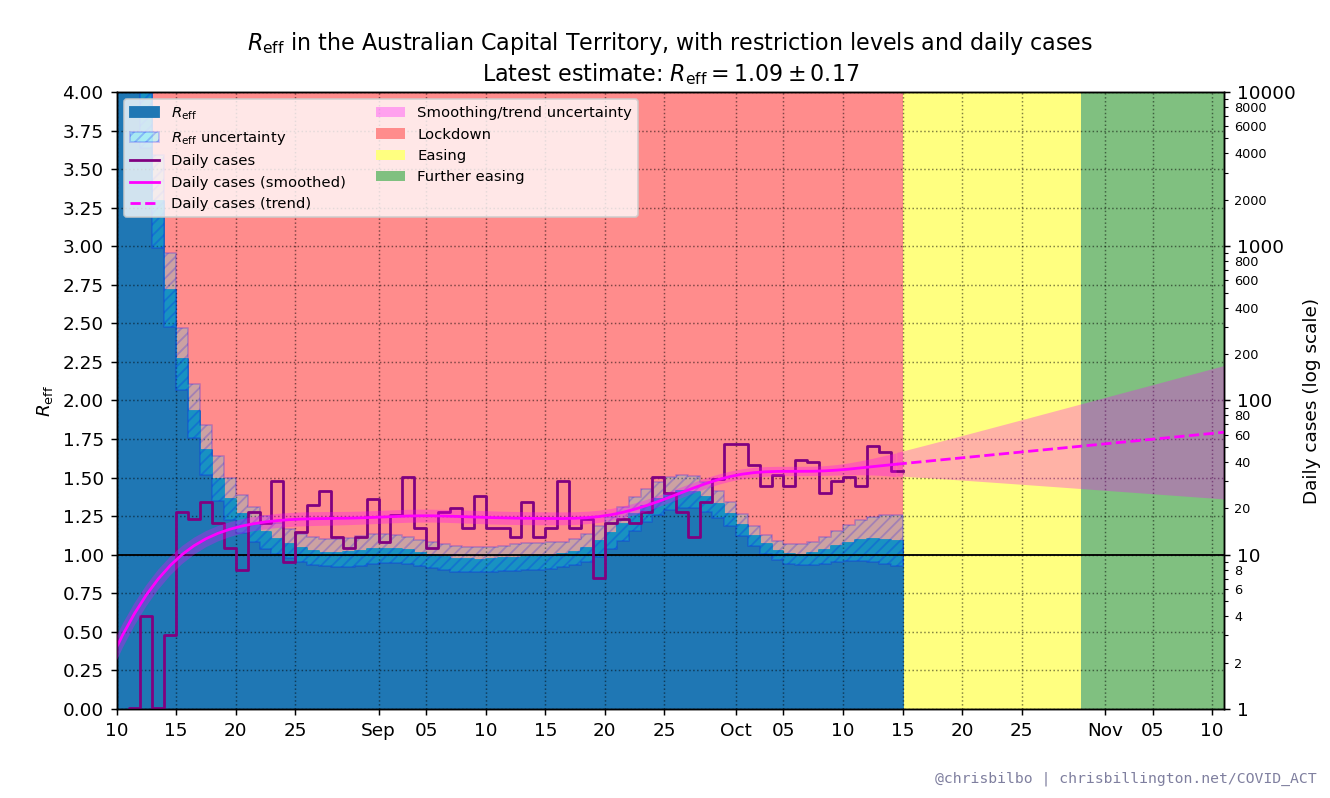 R_eff in the Australian Capital Territory, with restriction levels and daily cases
Latest estimate: R_eff = 1.09 ± 0.17
R_eff
R_eff uncertainty
Daily cases
Daily cases (smoothed)
Daily cases (trend)
Smoothing/trend uncertainty
Lockdown
Easing
Further easing
R_eff
4.00
3.75
3.50
3.25
3.00
2.75
2.50
2.25
2.00
1.75
1.50
1.25
1.00
0.75
0.50
0.25
0.00
10 15 20 25 Sep 05 10 15 20 25 Oct 05 10 15 20 25 Nov 05 10
10000
8000
6000
4000
2000
1000
800
600
400
200
100
80
60
40
20
10
8
6
4
2
1
Daily cases (log scale)
@chrisbilbo | chrisbillington.net/COVID_ACT